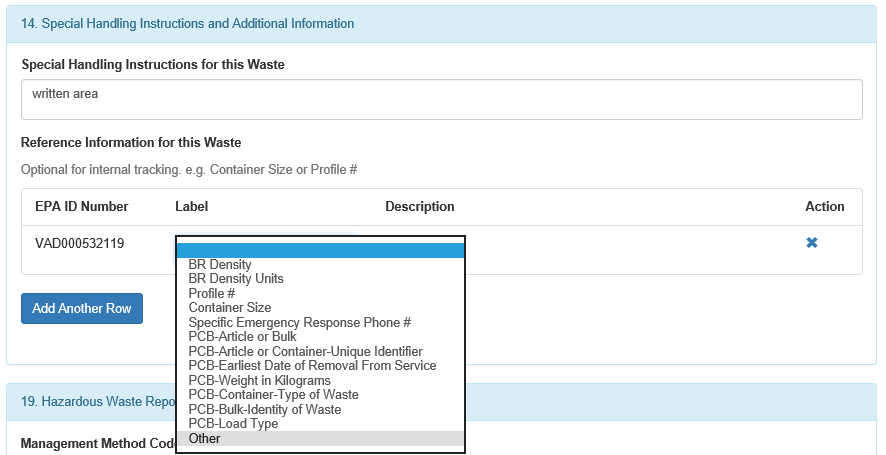 14. Special Handling Instructions and Additional Information
Special Handling Instructions for this Waste
written area
Reference Information for this Waste
Optional for internal tracking. e.g. Container Size or Profile #
EPA ID Number Label Description Action
VAD000532119
BR Density
BR Density Units
Profile #
Container Size
Specific Emergency Response Phone #
PCB-Article or Bulk
PCB-Article or Container-Unique Identifier
PCB-Earliest Date of Removal From Service
PCB-Weight in Kilograms
PCB-Container-Type of Waste
PCB-Bulk-Identity of Waste
PCB-Load Type
Other
Add Another Row
19. Hazardous Waste Repo
Management Method Cod